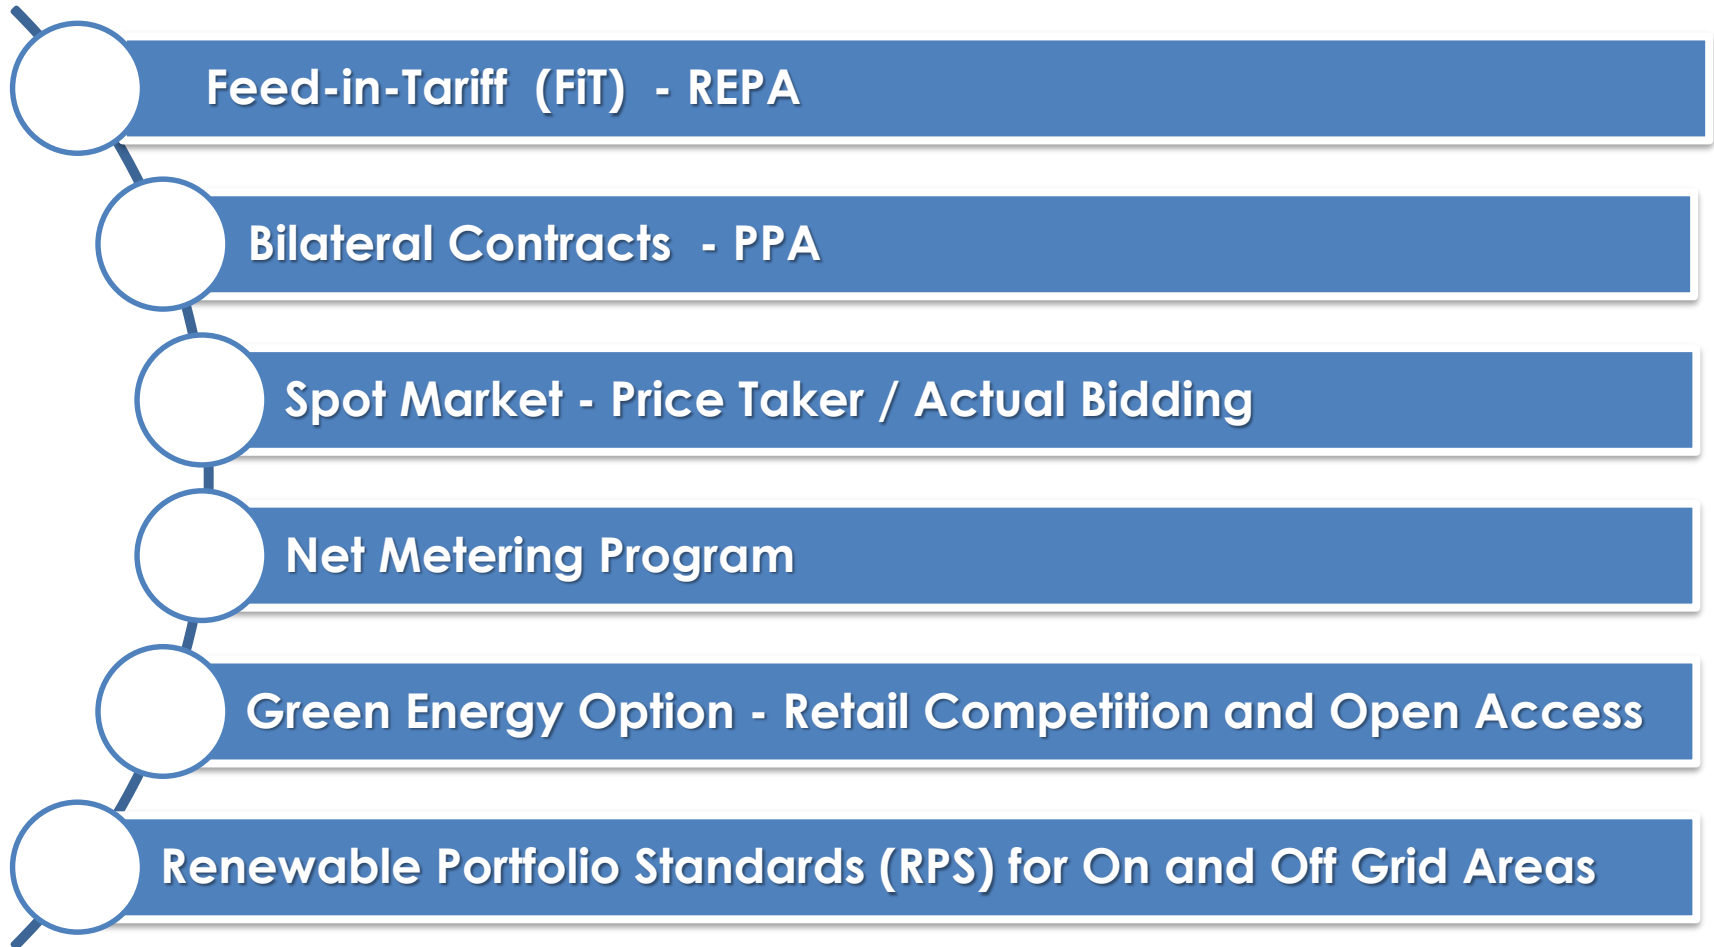 Feed-in-Tariff (FiT) - REPA
Bilateral Contracts - PPA
Spot Market - Price Taker / Actual Bidding
Net Metering Program
Green Energy Option - Retail Competition and Open Access
Renewable Portfolio Standards (RPS) for On and Off Grid Areas